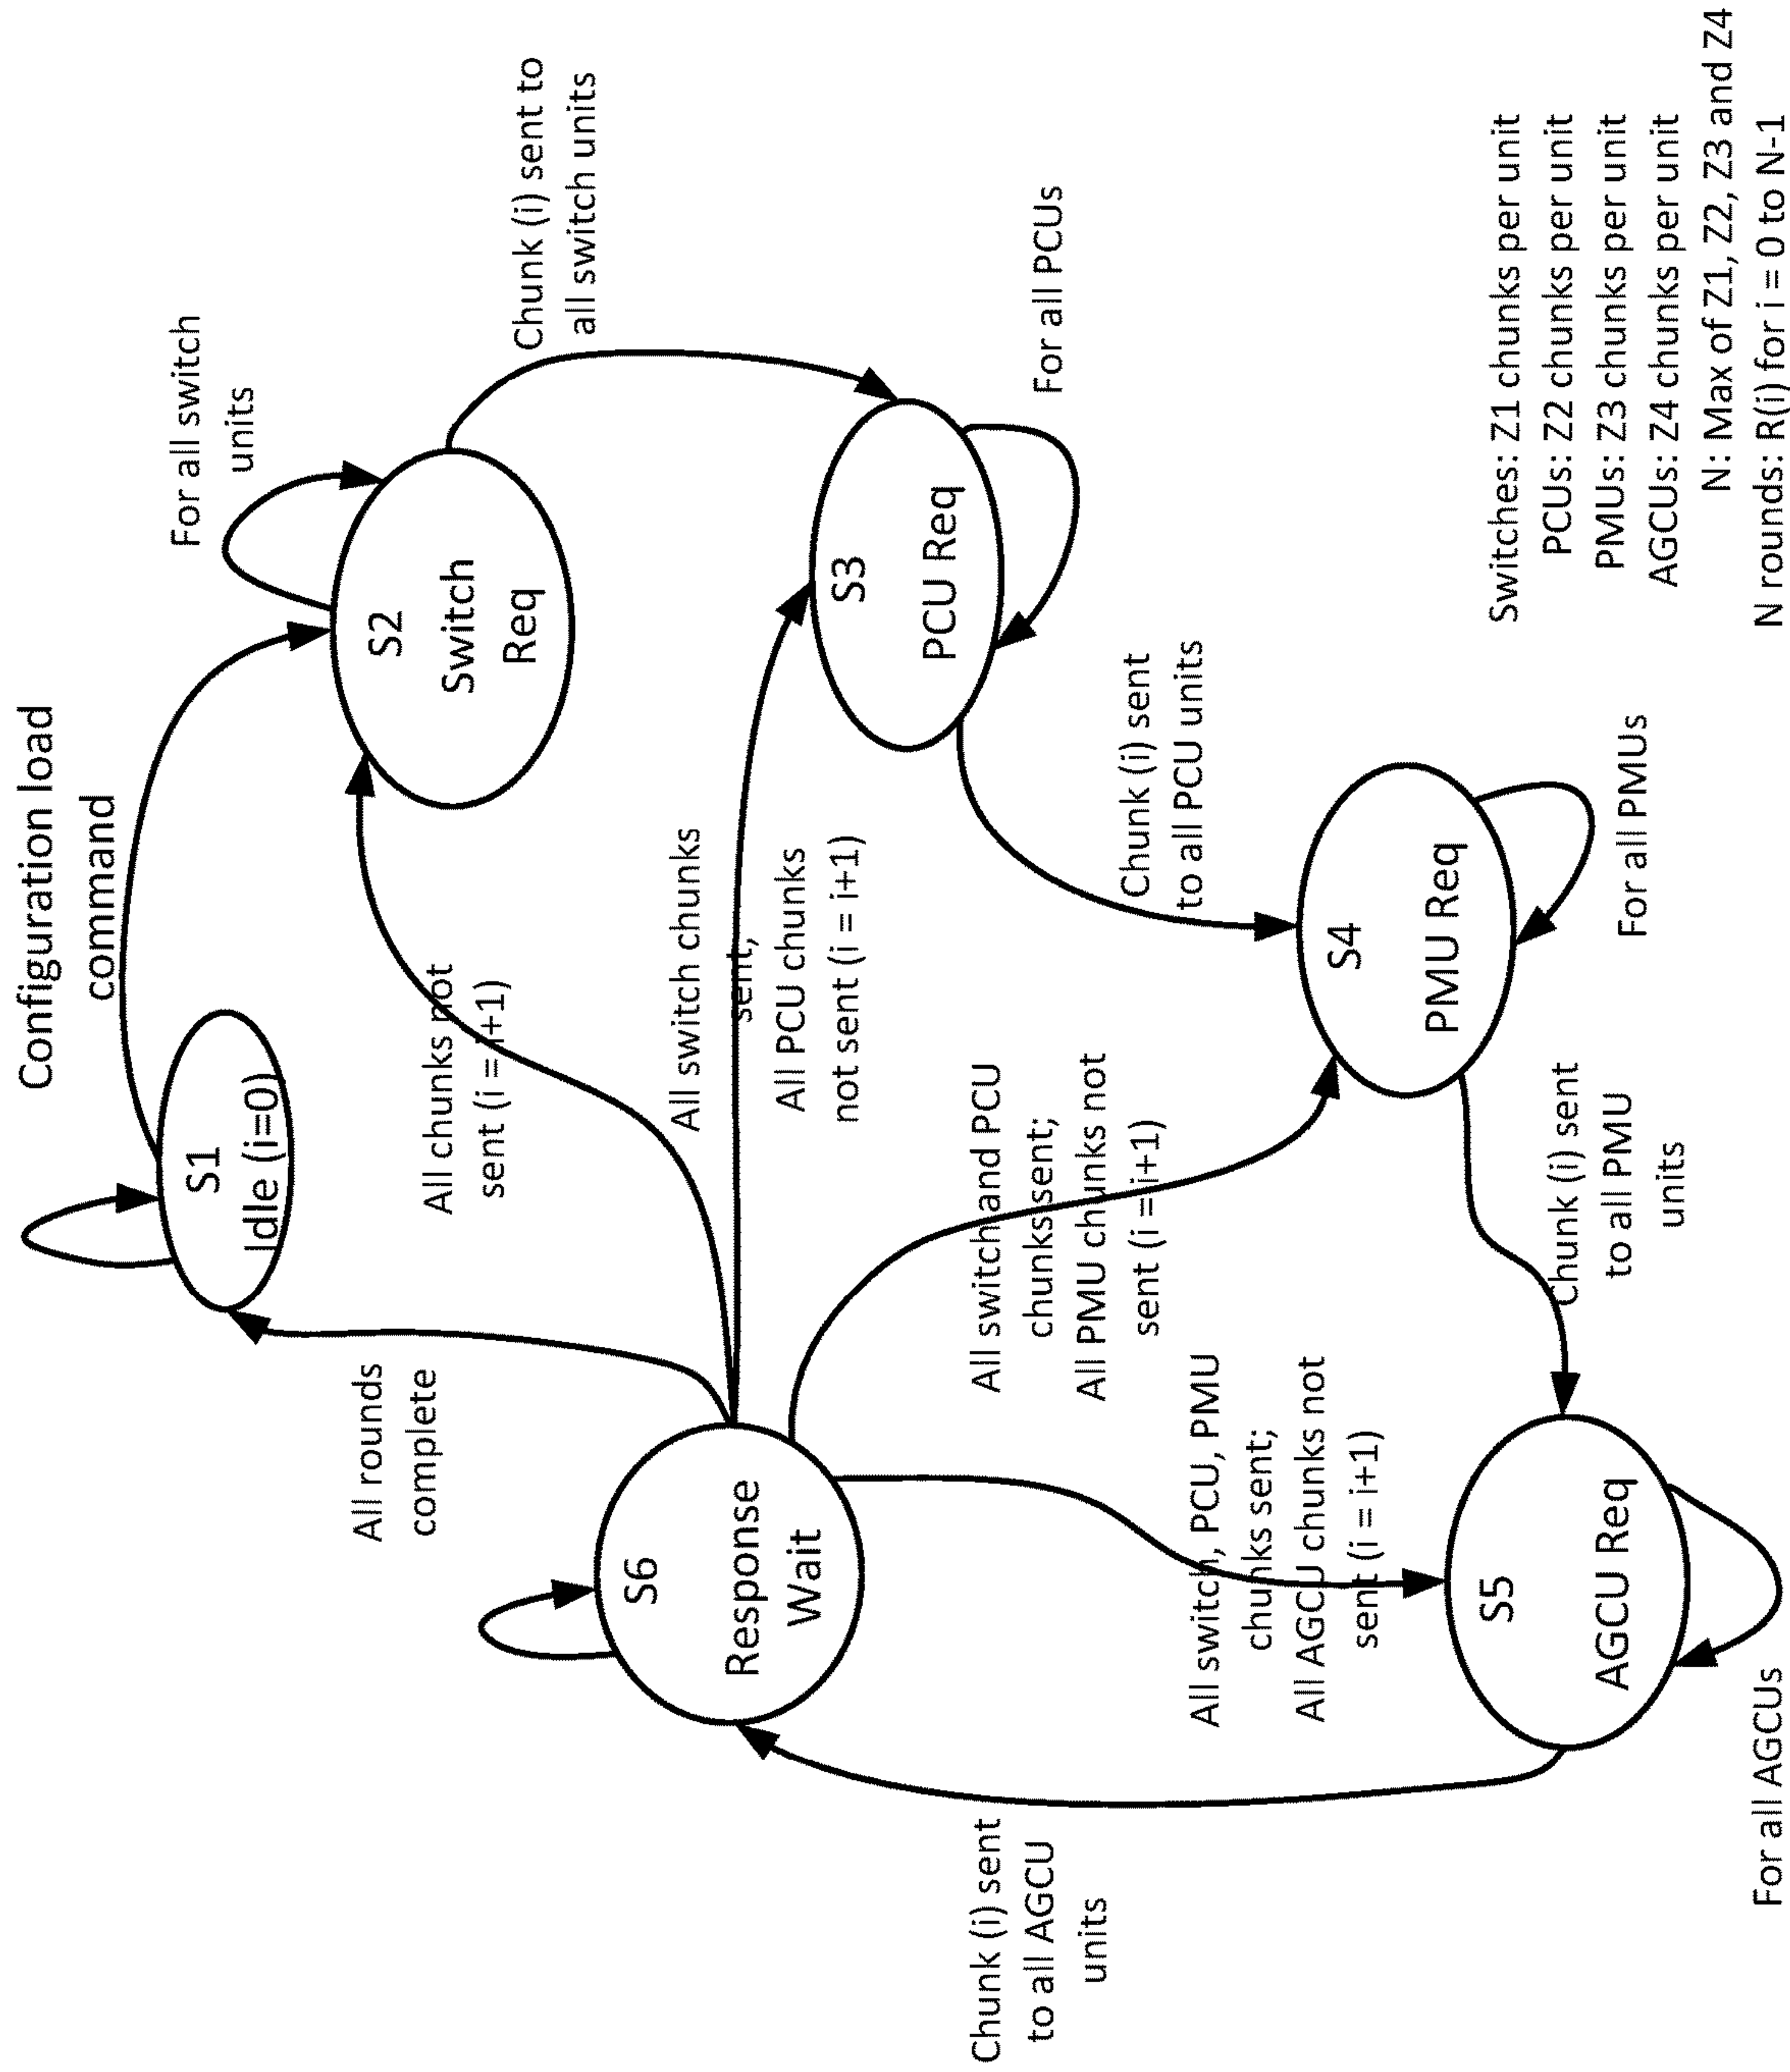 Configuration load
command
S1
Idle (i=0)
For all switch
units
S2
Switch
Req
Chunk (i) sent to
all switch units
All rounds
complete
All chunks not
sent (i = i+1)
S6
Response
Wait
All switch chunks
sent,
All PCU chunks
not sent (i = i+1)
S3
PCU Req
For all PCUs
Chunk (i) sent
to all PCU units
All switch and PCU
chunks sent;
All PMU chunks not
sent (i = i+1)
S4
PMU Req
For all PMUs
All switch, PCU, PMU
chunks sent;
All AGCU chunks not
sent (i = i+1)
Chunk (i) sent
to all PMU
units
Chunk (i) sent
to all AGCU
units
S5
AGCU Req
For all AGCUs
Switches: Z1 chunks per unit
PCUs: Z2 chunks per unit
PMUs: Z3 chunks per unit
AGCUs: Z4 chunks per unit
N: Max of Z1, Z2, Z3 and Z4
N rounds: R(i) for i = 0 to N-1